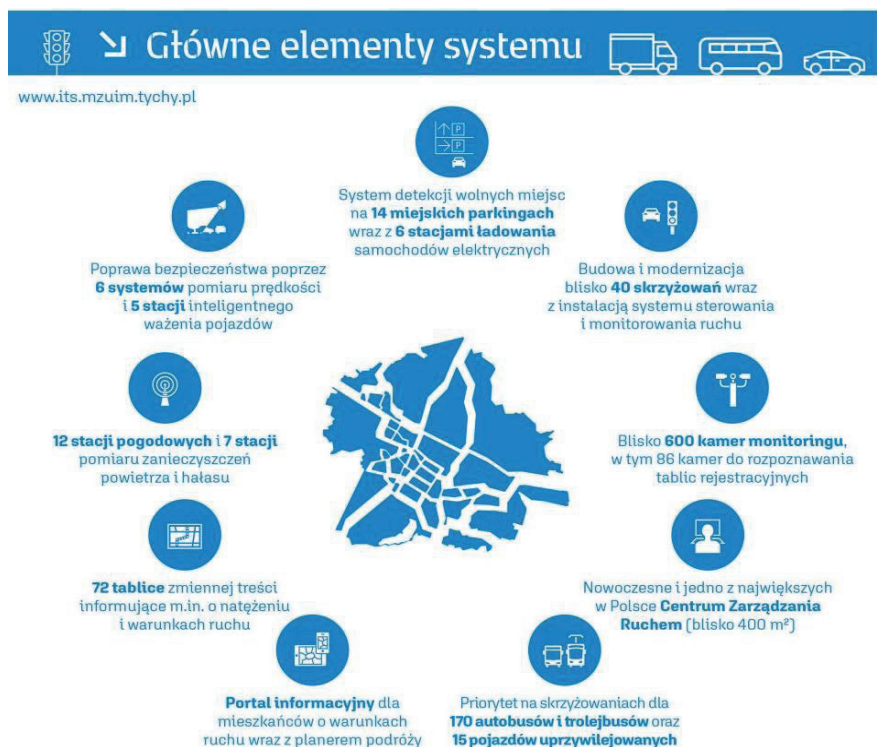 Główne elementy systemu
www.its.mzuim.tychy.pl
P
P
System detekcji wolnych miejsc
na 14 miejskich parkingach
wraz z 6 stacjami ładowania
samochodów elektrycznych
Poprawa bezpieczeństwa poprzez
6 systemów pomiaru prędkości
i 5 stacji inteligentnego
ważenia pojazdów
Budowa i modernizacja
blisko 40 skrzyżowań wraz
z instalacją systemu sterowania
i monitorowania ruchu
12 stacji pogodowych i 7 stacji
pomiaru zanieczyszczeń
powietrza i hałasu
Blisko 600 kamer monitoringu,
w tym 86 kamer do rozpoznawania
tablic rejestracyjnych
72 tablice zmiennej treści
informujące m.in. o natężeniu
i warunkach ruchu
Nowoczesne i jedno z największych
w Polsce Centrum Zarządzania
Ruchem (blisko 400 m²)
Portal informacyjny dla
mieszkańców o warunkach
ruchu wraz z planerem podróży
Priorytet na skrzyżowaniach dla
170 autobusów i trolejbusów oraz
15 pojazdów uprzywilejowanych